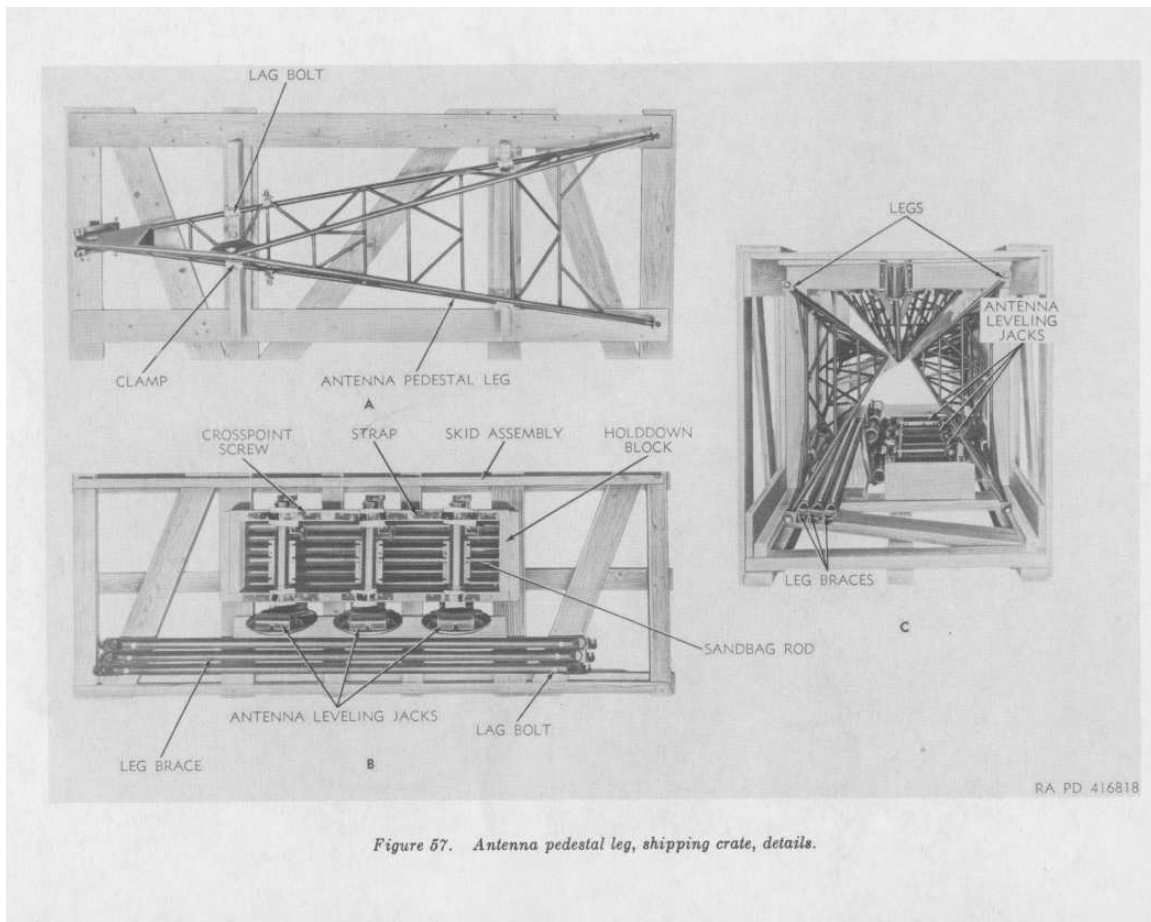 LAG BOLT
CLAMP
ANTENNA PEDESTAL LEG
A
CROSSPOINT
SCREW
STRAP
SKID ASSEMBLY
HOLDDOWN
BLOCK
SANDBAG ROD
ANTENNA LEVELING JACKS
LAG BOLT
LEG BRACE
B
LEGS
ANTENNA
LEVELING
JACKS
LEG BRACES
C
RA PD 416818
Figure 57. Antenna pedestal leg, shipping crate, details.